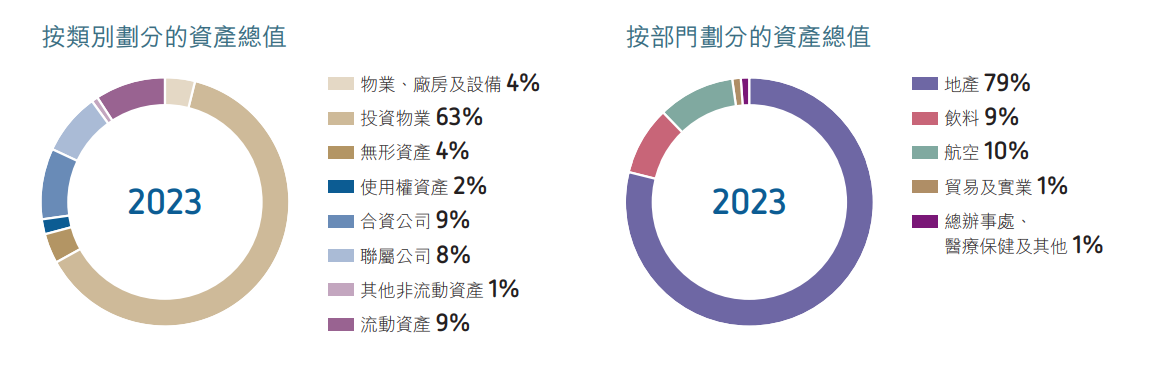 按類別劃分的資產總值
2023
物業、廠房及設備 4%
投資物業 63%
無形資產 4%
使用權資產 2%
合資公司 9%
聯屬公司 8%
其他非流動資產 1%
流動資產 9%
按部門劃分的資產總值
2023
地產 79%
飲料 9%
航空 10%
貿易及實業 1%
總辦事處、
醫療保健及其他 1%